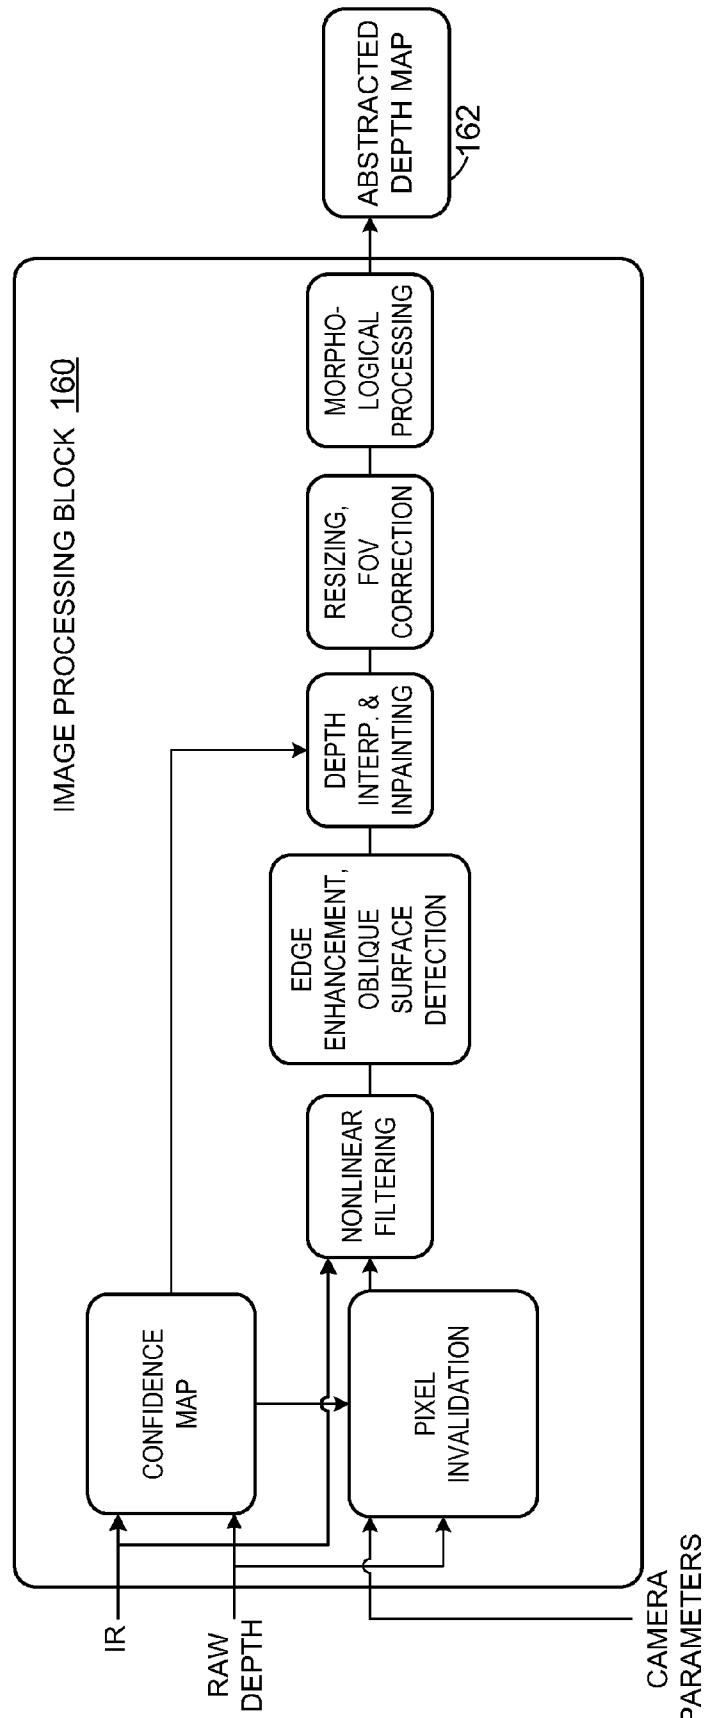 IMAGE PROCESSING BLOCK 160
IR
RAW
DEPTH
CAMERA
PARAMETERS
CONFIDENCE
MAP
PIXEL
INVALIDATION
NONLINEAR
FILTERING
EDGE
ENHANCEMENT,
OBLIQUE
SURFACE
DETECTION
DEPTH
INTERP. &
INPAINTING
RESIZING,
FOV
CORRECTION
MORPHO-
LOGICAL
PROCESSING
ABSTRACTED
DEPTH MAP
162